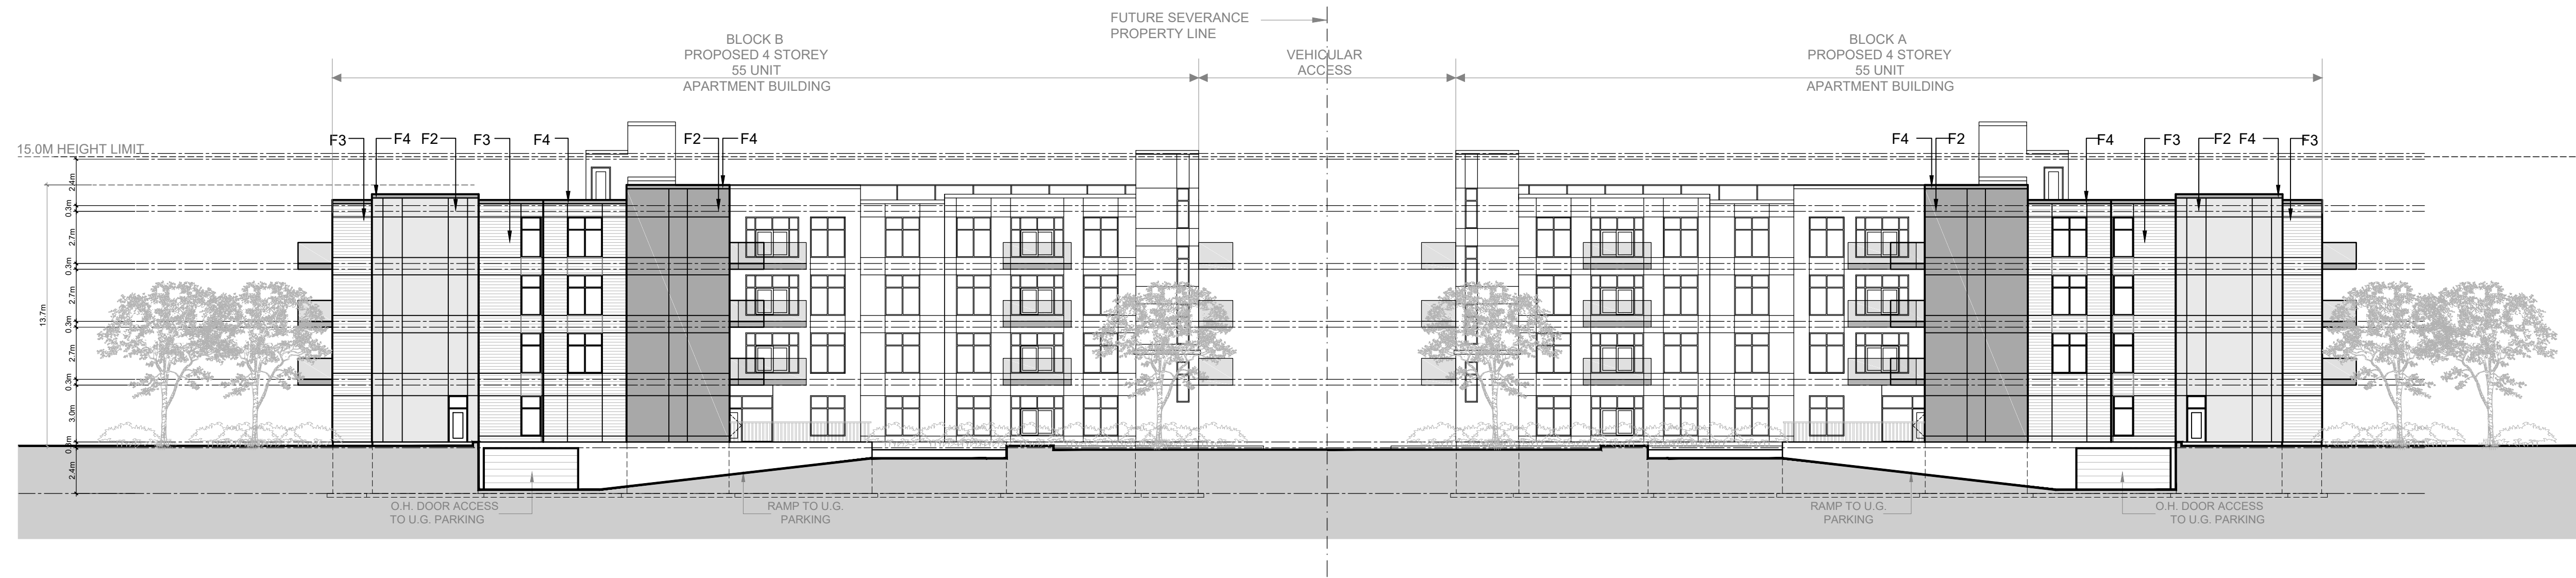 FUTURE SEVERANCE
PROPERTY LINE
BLOCK B
PROPOSED 4 STOREY
55 UNIT
APARTMENT BUILDING
VEHICULAR
ACCESS
BLOCK A
PROPOSED 4 STOREY
55 UNIT
APARTMENT BUILDING
15.0M HEIGHT LIMIT
F3
F4
F2
F3
F4
F2
F4
F4
F2
F4
F3
F2
F4
F3
2.4m
0.3m
2.7m
0.3m
2.7m
0.3m
2.7m
0.3m
3.0m
0.3m
2.4m
13.7m
O.H. DOOR ACCESS
TO U.G. PARKING
RAMP TO U.G.
PARKING
RAMP TO U.G.
PARKING
O.H. DOOR ACCESS
TO U.G. PARKING